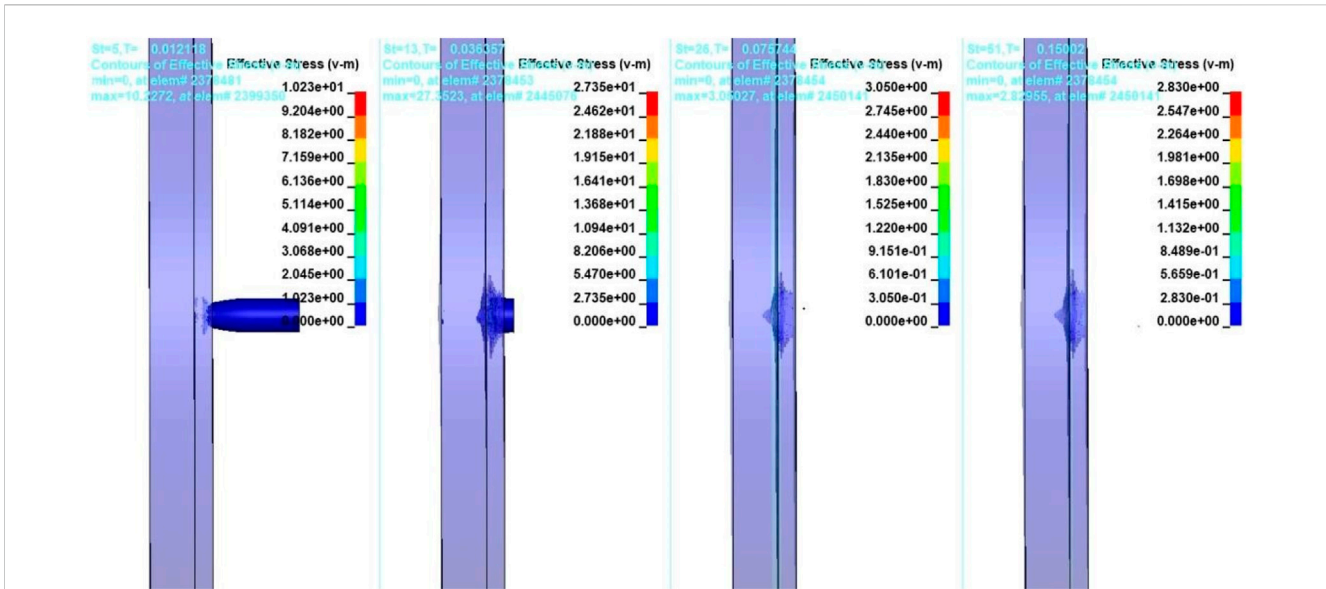 St=5,T= 0.012118
Contours of Effective Stress (v-m)
min=0, at elem# 2378481
max=10.2272, at elem# 2399350
Effective Stress (v-m)
1.023e+01
9.204e+00
8.182e+00
7.159e+00
6.136e+00
5.114e+00
4.091e+00
3.068e+00
2.045e+00
1.023e+00
0.000e+00
St=13,T= 0.036357
Contours of Effective Stress (v-m)
min=0, at elem# 2378453
max=27.3523, at elem# 2445076
Effective Stress (v-m)
2.735e+01
2.462e+01
2.188e+01
1.915e+01
1.641e+01
1.368e+01
1.094e+01
8.206e+00
5.470e+00
2.735e+00
0.000e+00
St=26,T= 0.075744
Contours of Effective Stress (v-m)
min=0, at elem# 2378454
max=3.05027, at elem# 2450141
Effective Stress (v-m)
3.050e+00
2.745e+00
2.440e+00
2.135e+00
1.830e+00
1.525e+00
1.220e+00
9.151e-01
6.101e-01
3.050e-01
0.000e+00
St=51,T= 0.15002
Contours of Effective Stress (v-m)
min=0, at elem# 2378454
max=2.82955, at elem# 2450141
Effective Stress (v-m)
2.830e+00
2.547e+00
2.264e+00
1.981e+00
1.698e+00
1.415e+00
1.132e+00
8.489e-01
5.659e-01
2.830e-01
0.000e+00